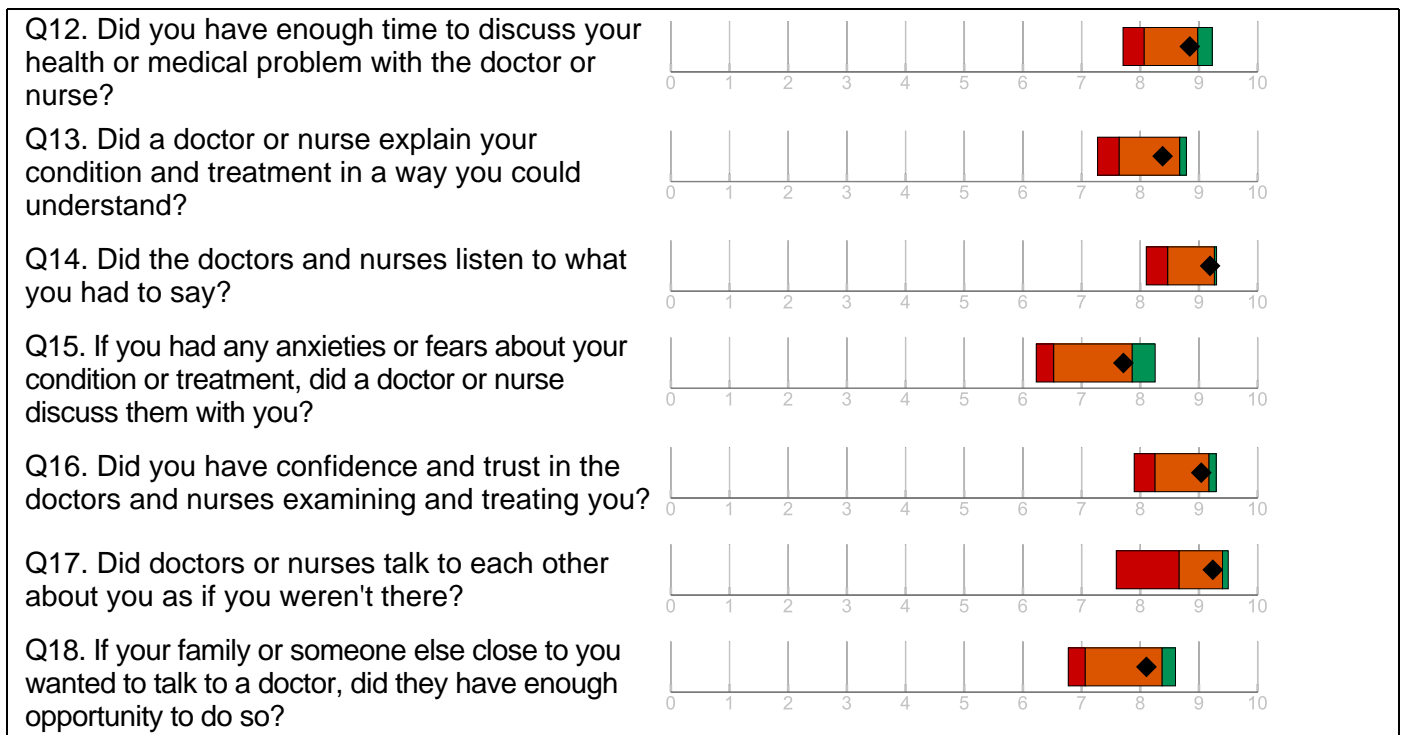 Q12. Did you have enough time to discuss your
health or medical problem with the doctor or
nurse?
0 1 2 3 4 5 6 7 8 9 10
Q13. Did a doctor or nurse explain your
condition and treatment in a way you could
understand?
0 1 2 3 4 5 6 7 8 9 10
Q14. Did the doctors and nurses listen to what
you had to say?
0 1 2 3 4 5 6 7 8 9 10
Q15. If you had any anxieties or fears about your
condition or treatment, did a doctor or nurse
discuss them with you?
0 1 2 3 4 5 6 7 8 9 10
Q16. Did you have confidence and trust in the
doctors and nurses examining and treating you?
0 1 2 3 4 5 6 7 8 9 10
Q17. Did doctors or nurses talk to each other
about you as if you weren't there?
0 1 2 3 4 5 6 7 8 9 10
Q18. If your family or someone else close to you
wanted to talk to a doctor, did they have enough
opportunity to do so?
0 1 2 3 4 5 6 7 8 9 10